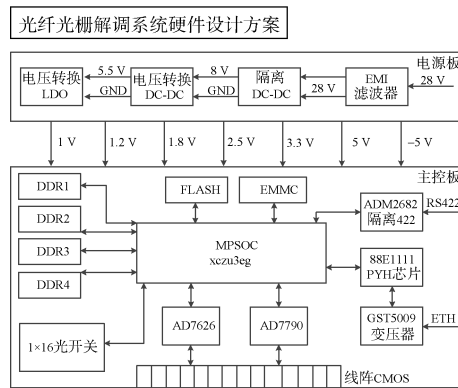 光纤光栅解调系统硬件设计方案
电源板
电压转换
LDO
5.5 V
GND
电压转换
DC-DC
8 V
GND
隔离
DC-DC
28 V
EMI
滤波器
28 V
1 V
1.2 V
1.8 V
2.5 V
3.3 V
5 V
−5 V
主控板
DDR1
DDR2
DDR3
DDR4
FLASH
EMMC
ADM2682
隔离422
RS422
MPSOC
xczu3eg
88E1111
PYH芯片
GST5009
变压器
ETH
1×16光开关
AD7626
AD7790
线阵CMOS